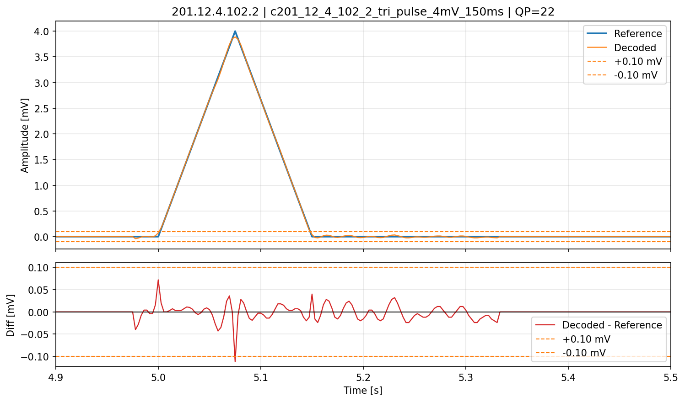 201.12.4.102.2 | c201_12_4_102_2_tri_pulse_4mV_150ms | QP=22
Amplitude [mV]
4.0
3.5
3.0
2.5
2.0
1.5
1.0
0.5
0.0
Reference
Decoded
+0.10 mV
-0.10 mV
Diff [mV]
0.10
0.05
0.00
−0.05
−0.10
Decoded - Reference
+0.10 mV
-0.10 mV
4.9 5.0 5.1 5.2 5.3 5.4 5.5
Time [s]